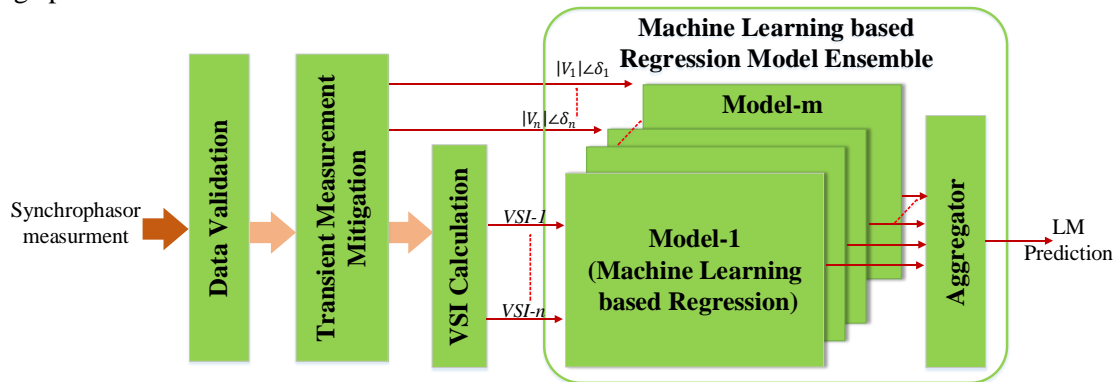 Machine Learning based
Regression Model Ensemble
|V₁|∠δ₁
|Vₙ|∠δₙ
Model-m
Synchrophasor
measurment
Data Validation
Transient Measurement
Mitigation
VSI Calculation
VSI-1
VSI-n
Model-1
(Machine Learning
based Regression)
Aggregator
LM
Prediction